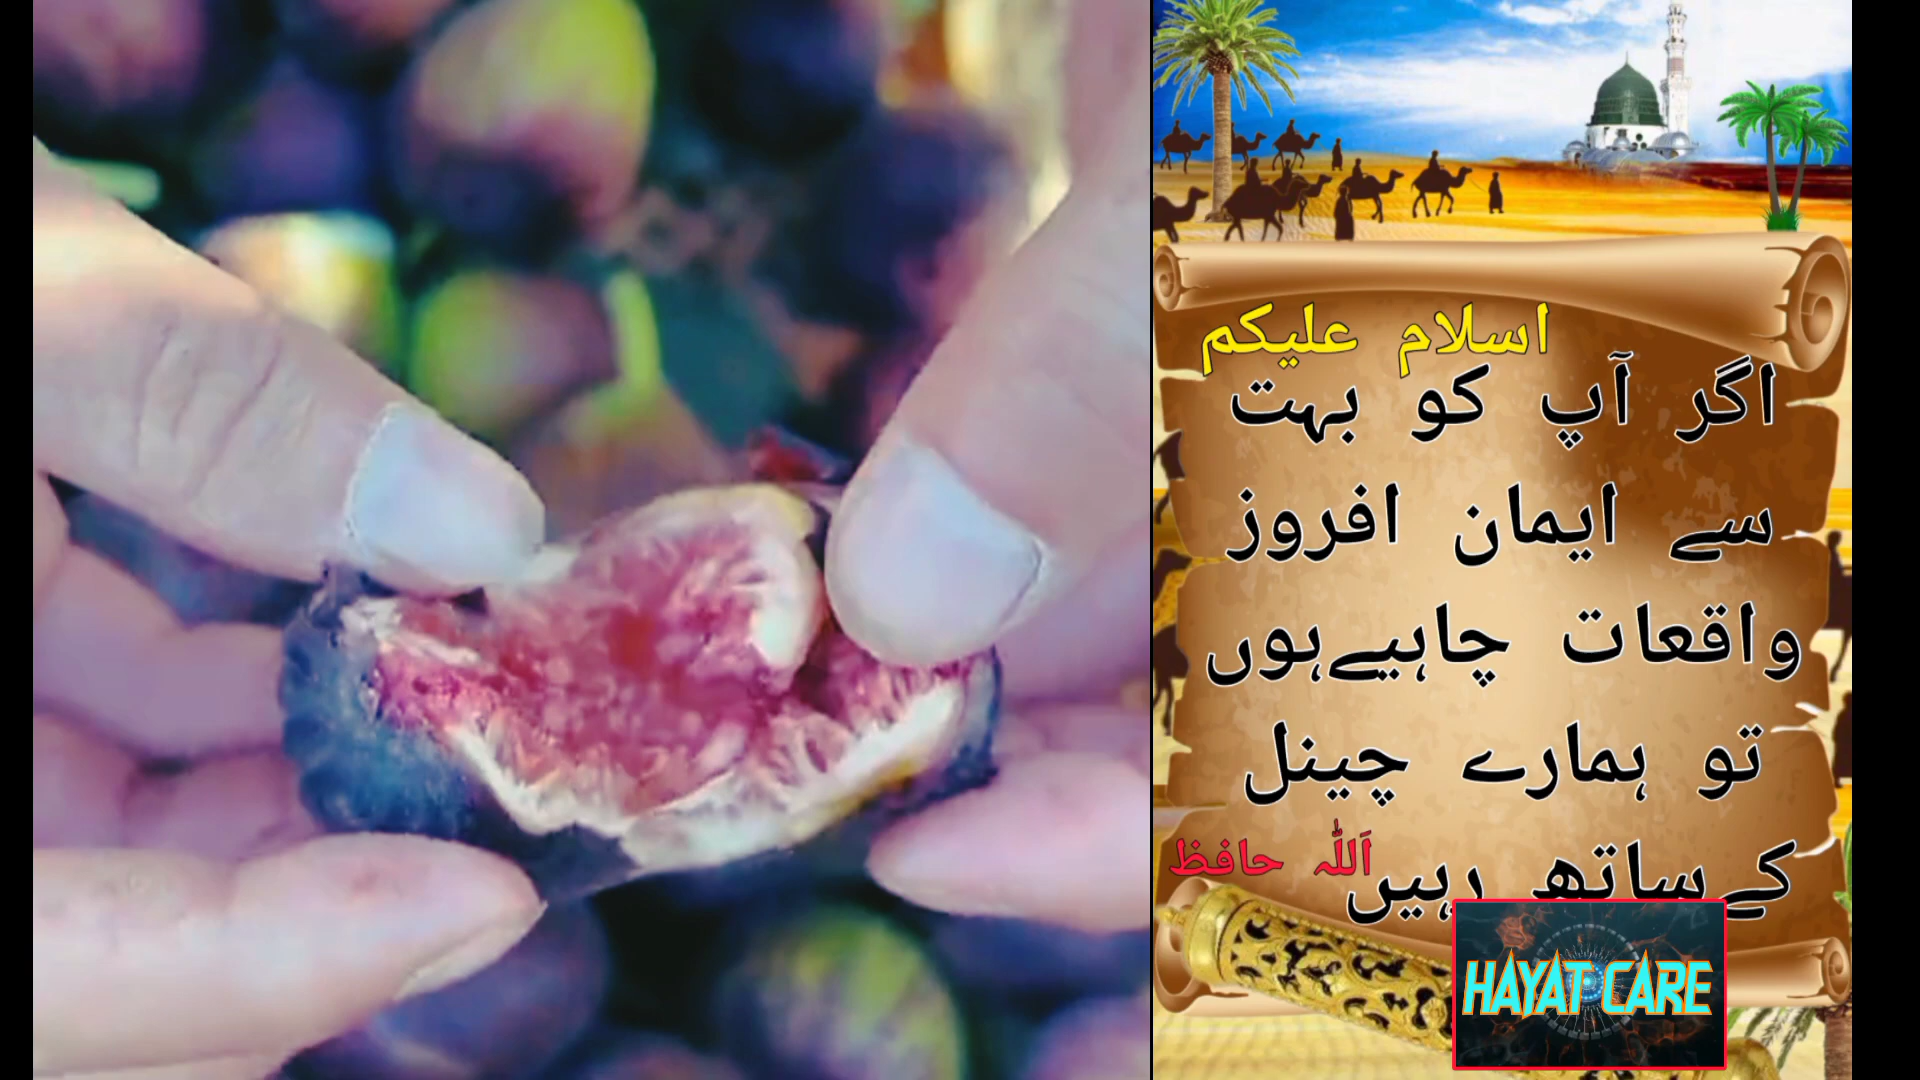 اسلام علیکم
اگر آپ کو بہت
سے ایمان افروز
واقعات چاہیےہوں
تو ہمارے چینل
کےساتھ رہیں
اَللّٰہ حافظ
HAYAT CARE